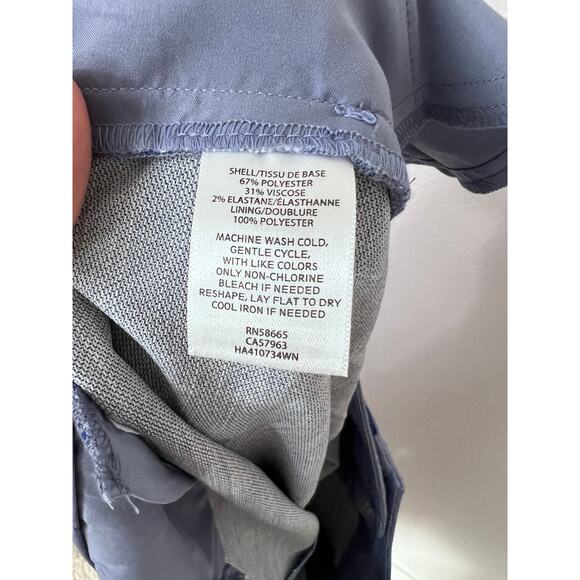 SHELL/TISSU DE BASE
67% POLYESTER
31% VISCOSE
2% ELASTANE/ÉLASTHANNE
LINING/DOUBLURE
100% POLYESTER
MACHINE WASH COLD,
GENTLE CYCLE,
WITH LIKE COLORS
ONLY NON-CHLORINE
BLEACH IF NEEDED
RESHAPE, LAY FLAT TO DRY
COOL IRON IF NEEDED
RN58665
CA57963
HA410734WN